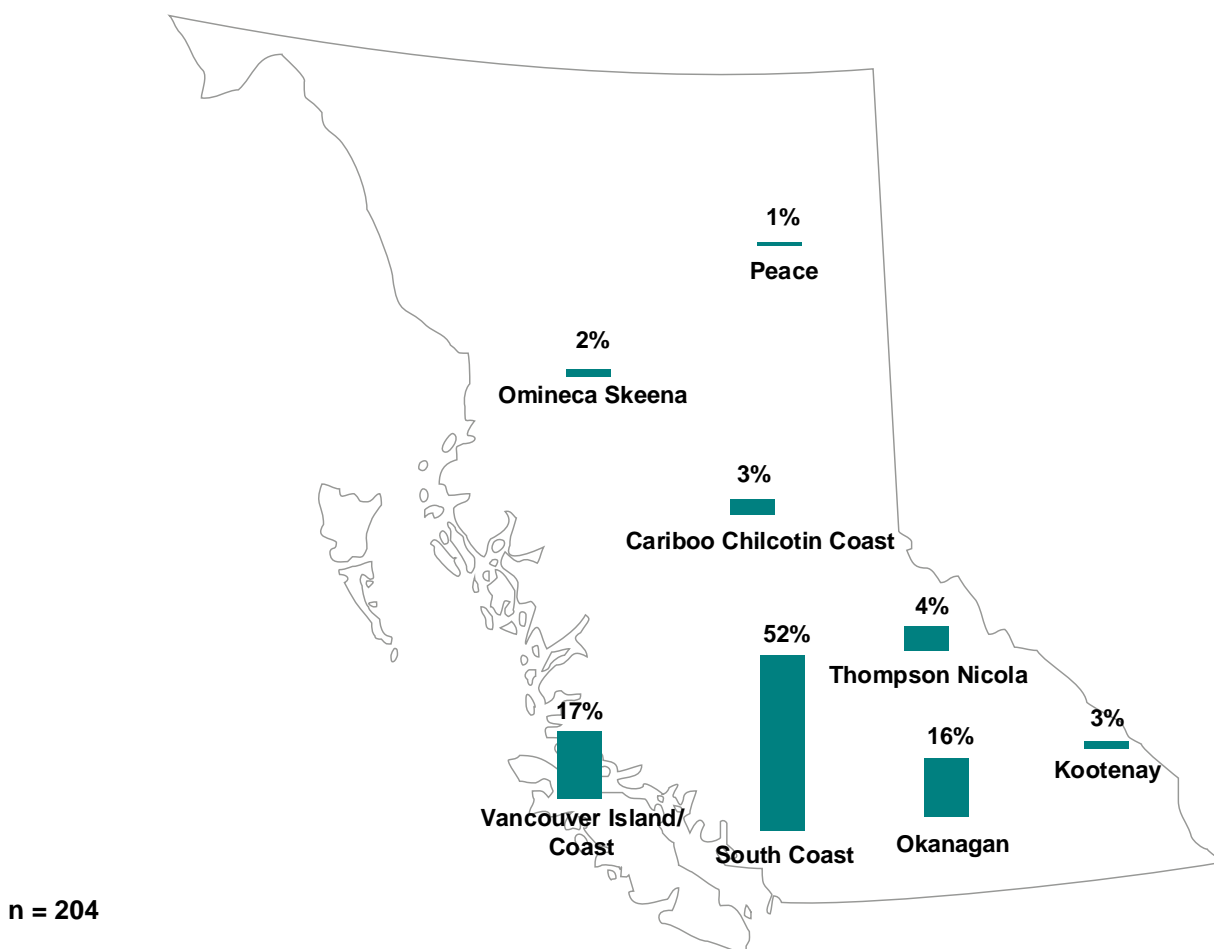 1%
Peace
2%
Omineca Skeena
3%
Cariboo Chilcotin Coast
4%
Thompson Nicola
52%
South Coast
17%
Vancouver Island/
Coast
16%
Okanagan
3%
Kootenay
n = 204